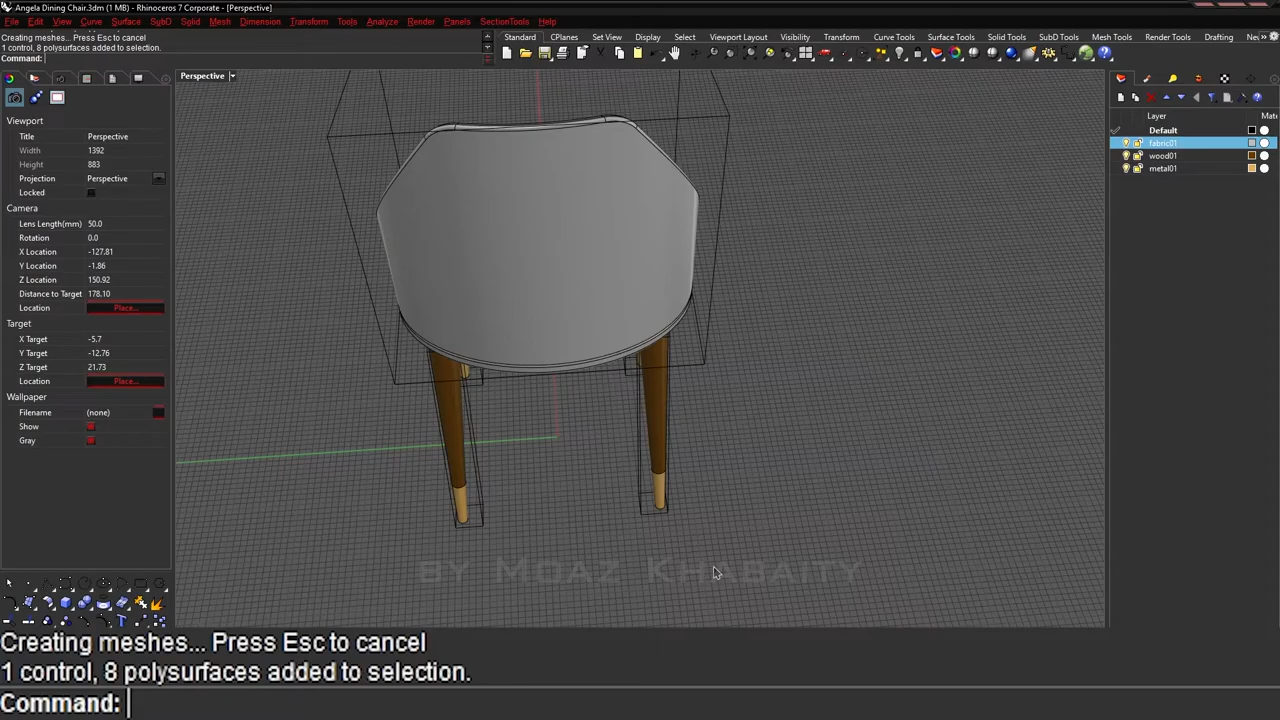 Angela Dining Chair.3dm (1 MB) - Rhinoceros 7 Corporate - [Perspective]
File Edit View Curve Surface SubD Solid Mesh Dimension Transform Tools Analyze Render Panels SectionTools Help
Creating meshes... Press Esc to cancel
1 control, 8 polysurfaces added to selection.
Command:
Standard CPlanes Set View Display Select Viewport Layout Visibility Transform Curve Tools Surface Tools Solid Tools SubD Tools Mesh Tools Render Tools Drafting New
Perspective
Viewport
Title Perspective
Width 1392
Height 883
Projection Perspective
Locked
Camera
Lens Length(mm) 50.0
Rotation 0.0
X Location -127.81
Y Location -1.86
Z Location 150.92
Distance to Target 178.10
Location Place...
Target
X Target -5.7
Y Target -12.76
Z Target 21.73
Location Place...
Wallpaper
Filename (none)
Show
Gray
Layer Mate
Default
fabric01
wood01
metal01
by Moaz Khabaity
Creating meshes... Press Esc to cancel
1 control, 8 polysurfaces added to selection.
Command: